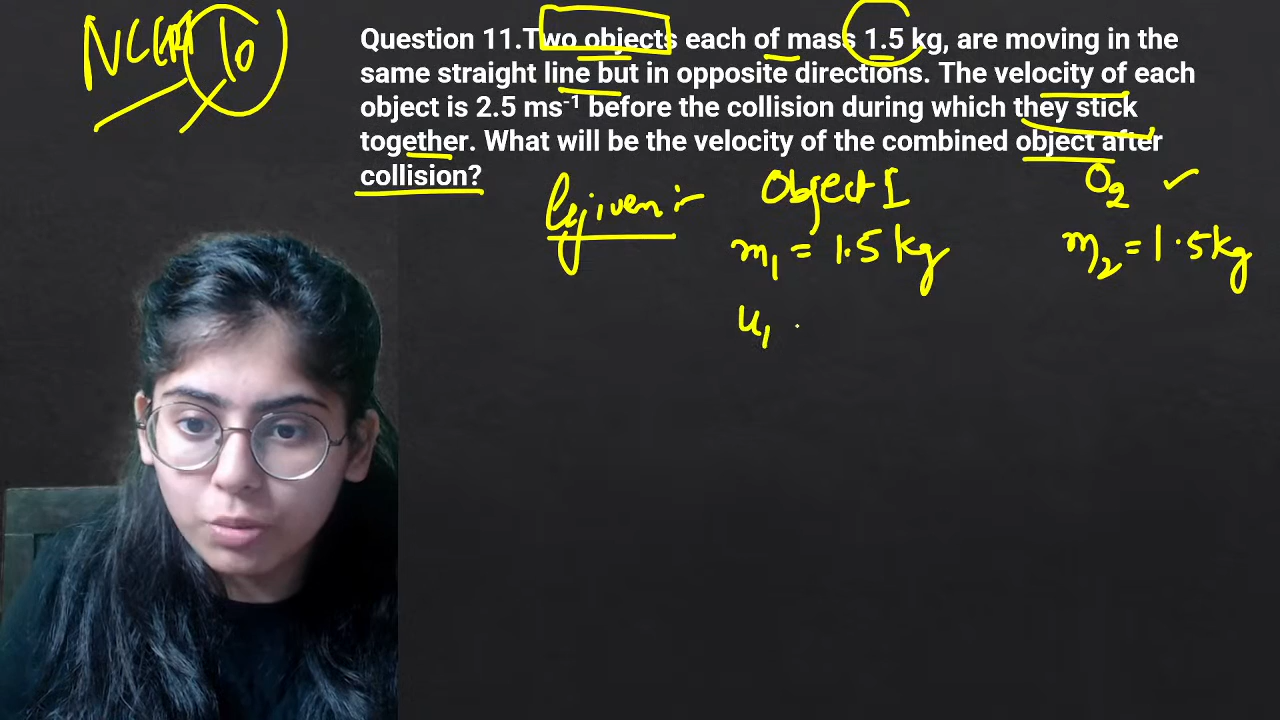 NCERT 10
Question 11.Two objects each of mass 1.5 kg, are moving in the
same straight line but in opposite directions. The velocity of each
object is 2.5 ms⁻¹ before the collision during which they stick
together. What will be the velocity of the combined object after
collision?
Given :- Object I O₂ ✓
m₁ = 1.5 kg m₂ = 1.5 kg
u₁